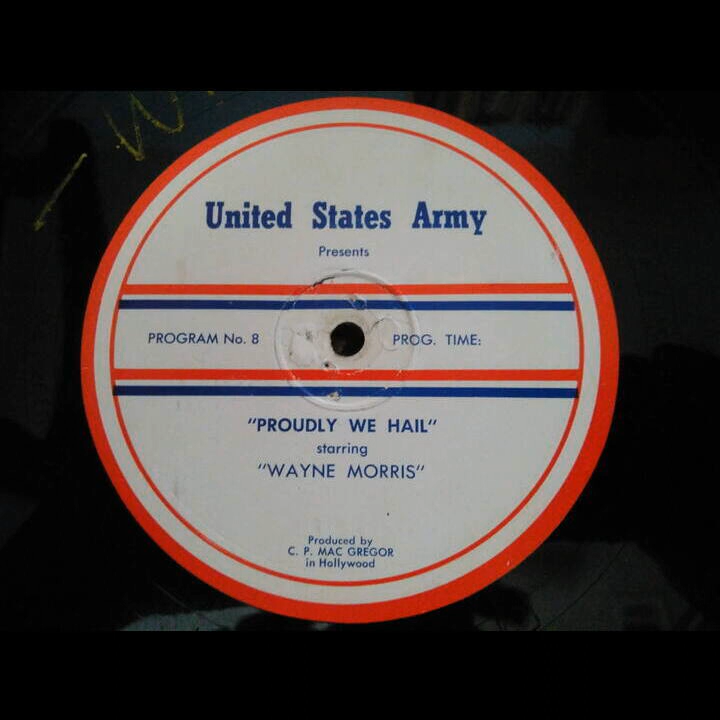 United States Army
Presents
PROGRAM No. 8 PROG. TIME:
"PROUDLY WE HAIL"
starring
"WAYNE MORRIS"
Produced by
C. P. MAC GREGOR
in Hollywood